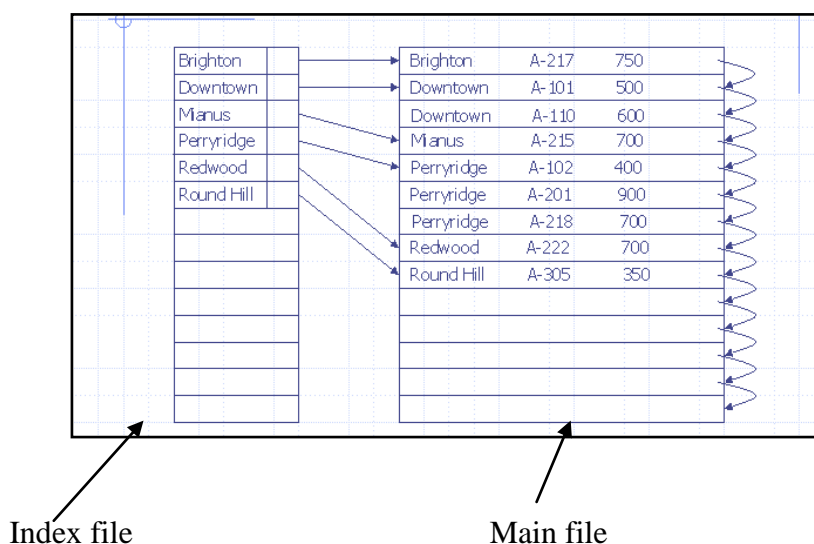 Brighton Brighton A-217 750
Downtown Downtown A-101 500
Mianus Downtown A-110 600
Perryridge Mianus A-215 700
Redwood Perryridge A-102 400
Round Hill Perryridge A-201 900
Perryridge A-218 700
Redwood A-222 700
Round Hill A-305 350
Index file Main file